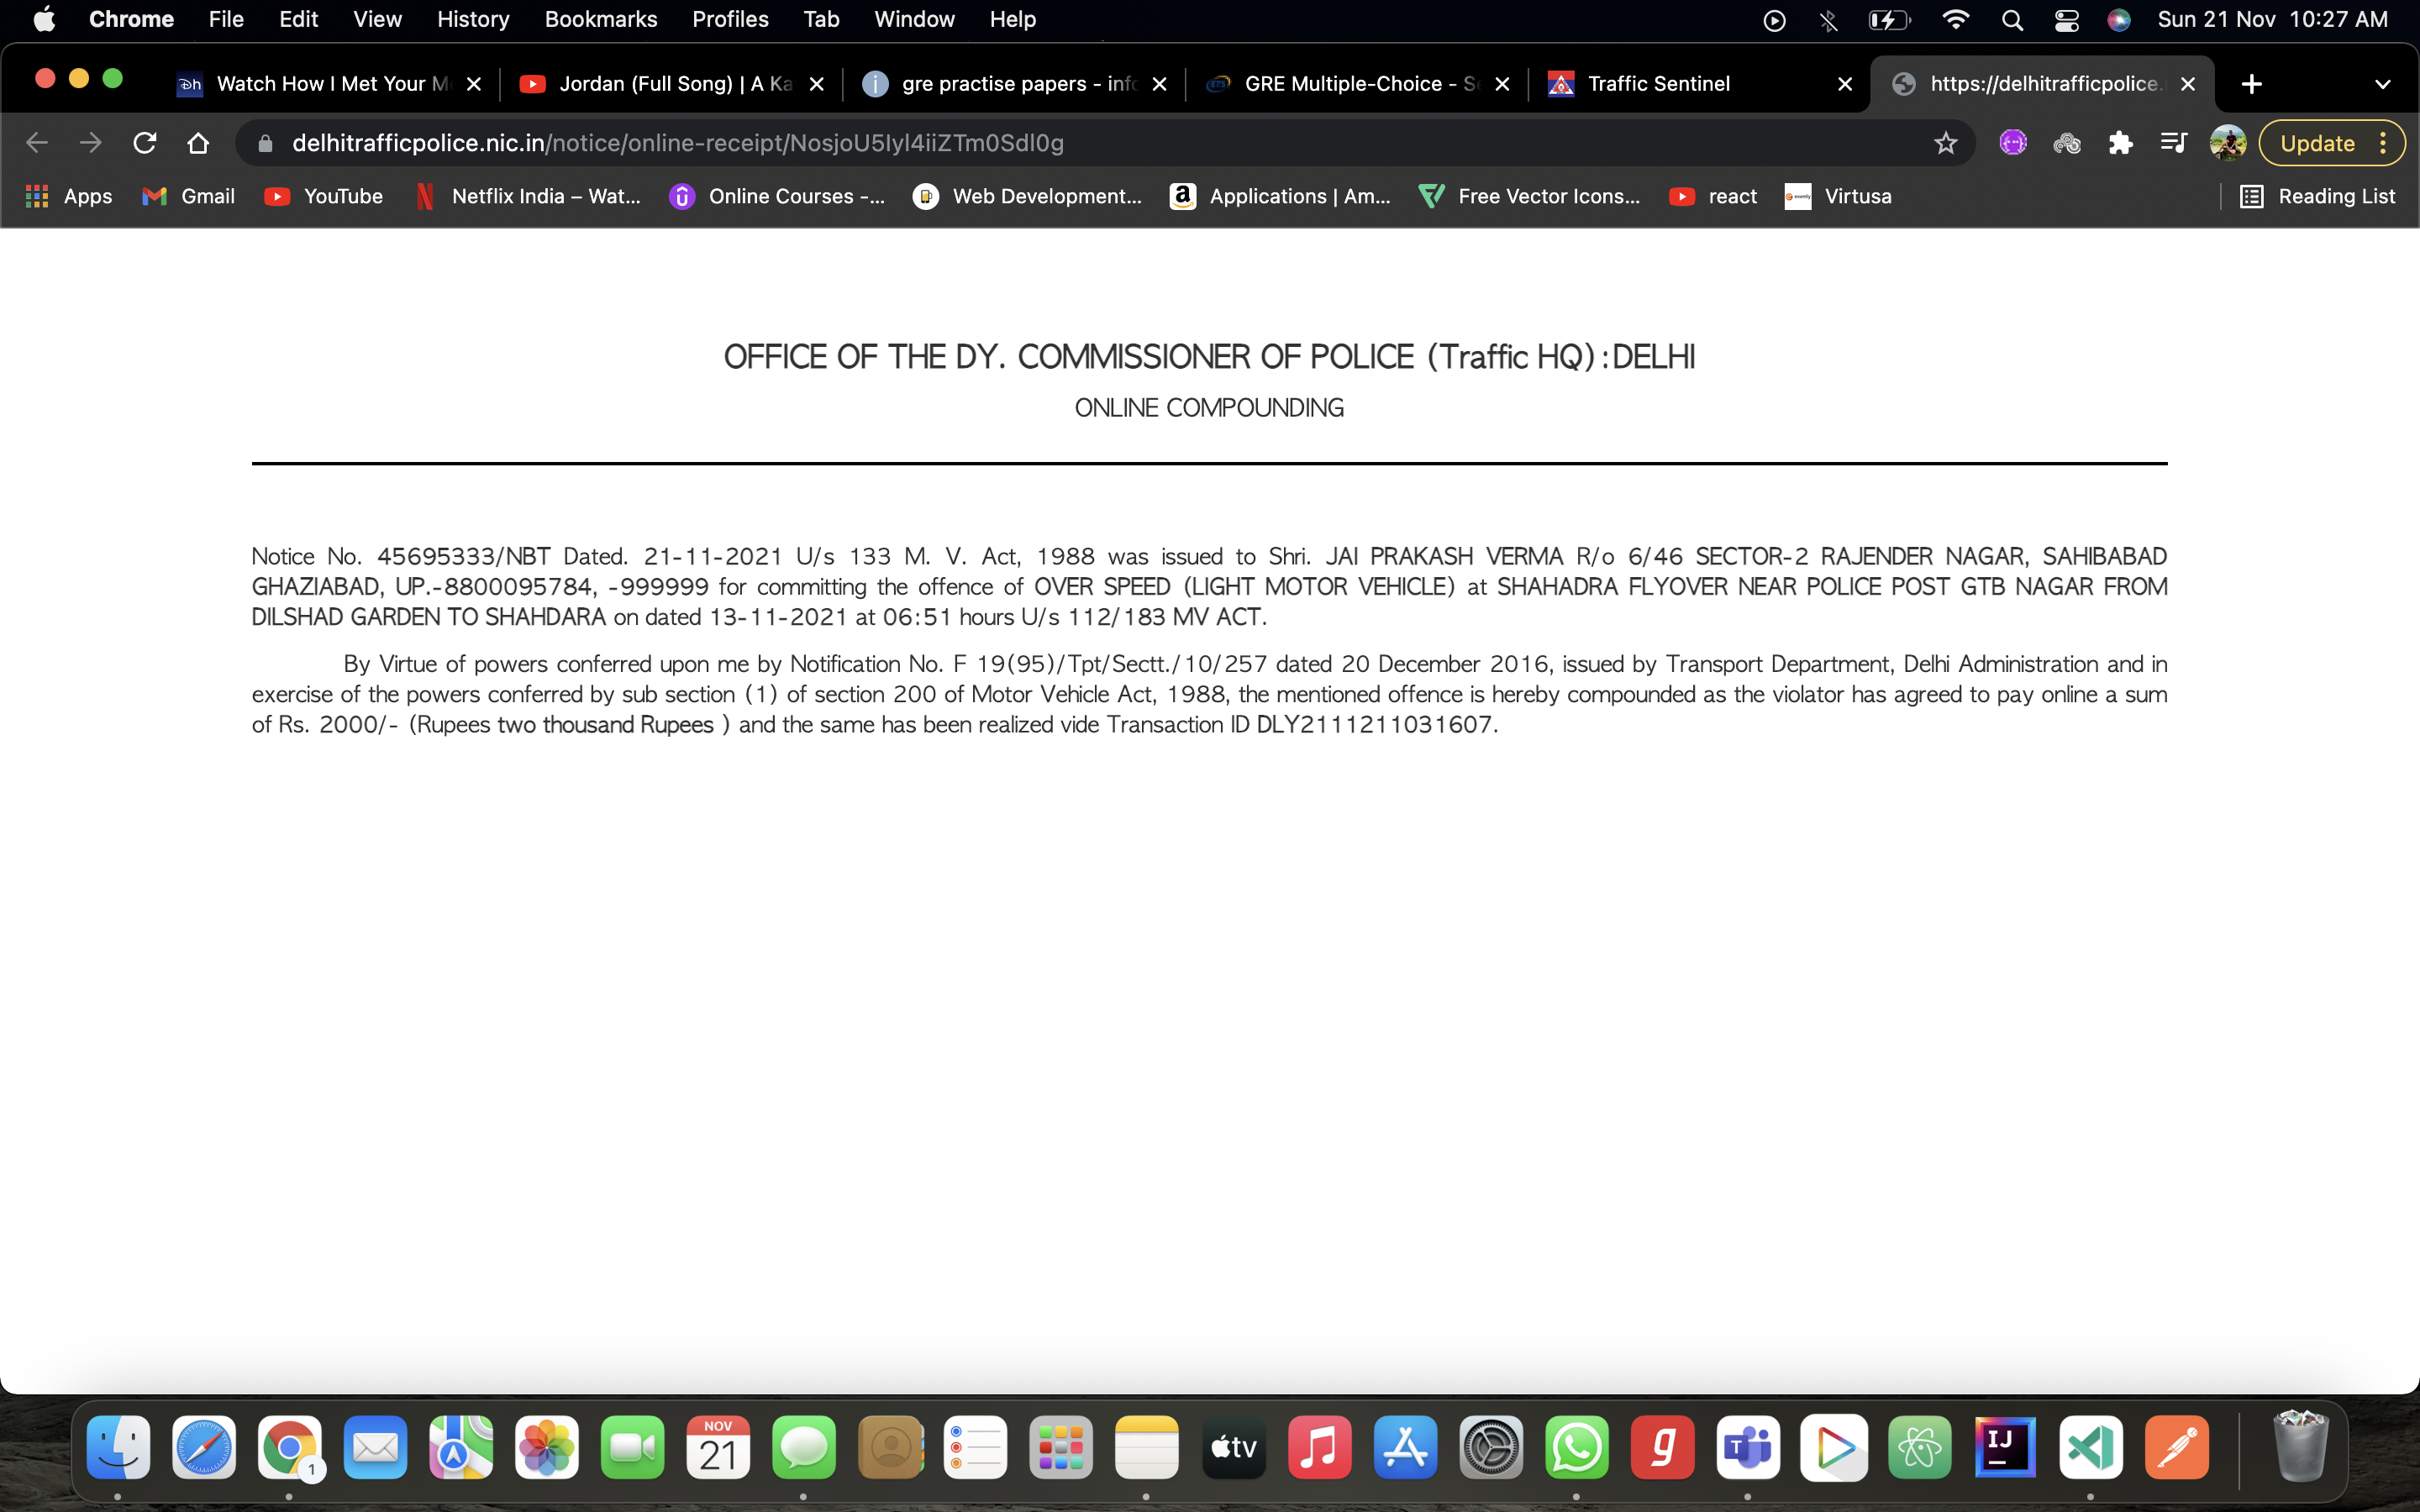 Chrome File Edit View History Bookmarks Profiles Tab Window Help Sun 21 Nov 10:27 AM
Watch How I Met Your M Jordan (Full Song) | A Ka gre practise papers - info GRE Multiple-Choice - Se Traffic Sentinel https://delhitrafficpolice.
delhitrafficpolice.nic.in/notice/online-receipt/NosjoU5Iyl4iiZTm0Sdl0g Update
Apps Gmail YouTube Netflix India – Wat... Online Courses -... Web Development... Applications | Am... Free Vector Icons... react Virtusa Reading List
OFFICE OF THE DY. COMMISSIONER OF POLICE (Traffic HQ):DELHI
ONLINE COMPOUNDING
Notice No. 45695333/NBT Dated. 21-11-2021 U/s 133 M. V. Act, 1988 was issued to Shri. JAI PRAKASH VERMA R/o 6/46 SECTOR-2 RAJENDER NAGAR, SAHIBABAD
GHAZIABAD, UP.-8800095784, -999999 for committing the offence of OVER SPEED (LIGHT MOTOR VEHICLE) at SHAHADRA FLYOVER NEAR POLICE POST GTB NAGAR FROM
DILSHAD GARDEN TO SHAHDARA on dated 13-11-2021 at 06:51 hours U/s 112/183 MV ACT.
By Virtue of powers conferred upon me by Notification No. F 19(95)/Tpt/Sectt./10/257 dated 20 December 2016, issued by Transport Department, Delhi Administration and in
exercise of the powers conferred by sub section (1) of section 200 of Motor Vehicle Act, 1988, the mentioned offence is hereby compounded as the violator has agreed to pay online a sum
of Rs. 2000/- (Rupees two thousand Rupees ) and the same has been realized vide Transaction ID DLY2111211031607.
1 NOV 21 tv g T IJ